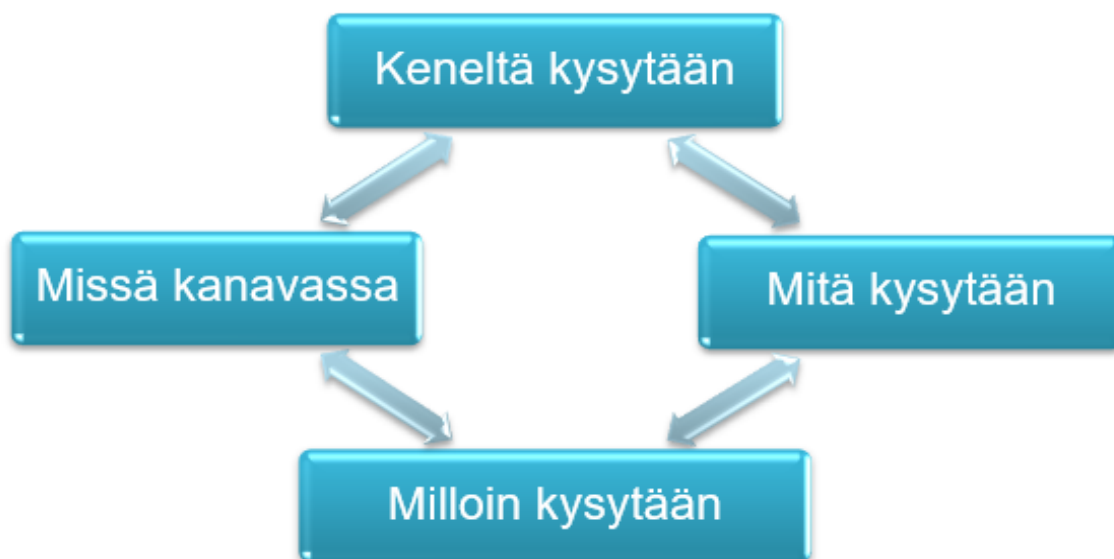 Keneltä kysytään
Missä kanavassa
Mitä kysytään
Milloin kysytään